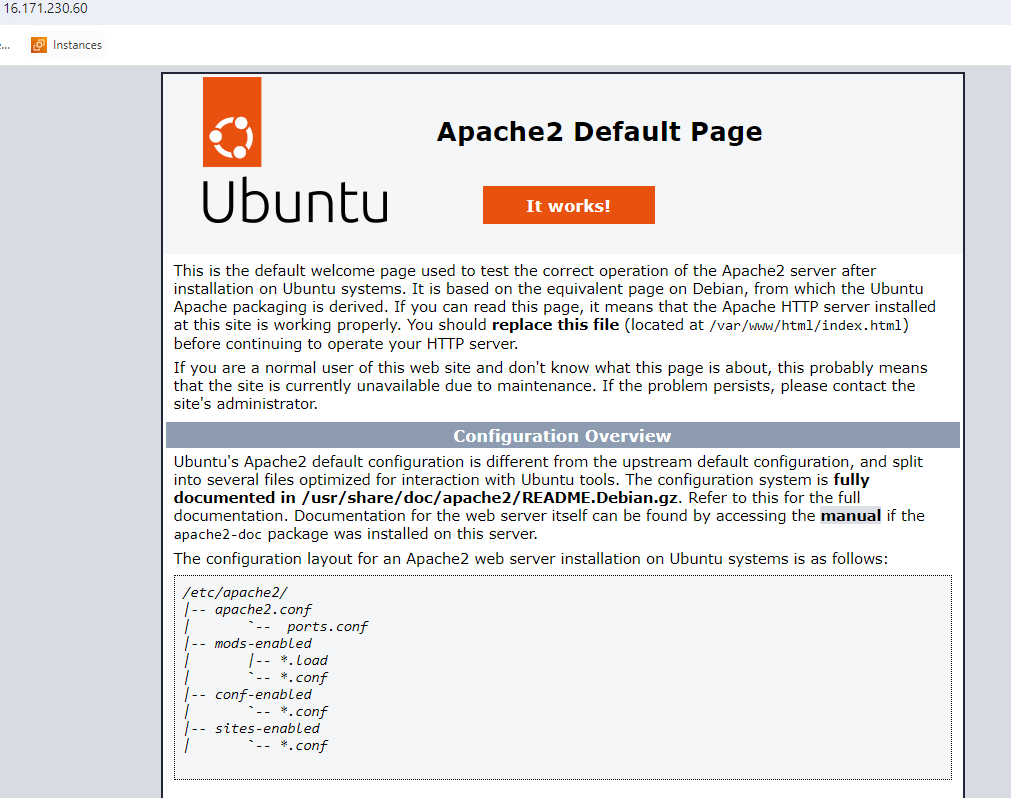 16.171.230.60
e...
Instances
Apache2 Default Page
Ubuntu
It works!
This is the default welcome page used to test the correct operation of the Apache2 server after
installation on Ubuntu systems. It is based on the equivalent page on Debian, from which the Ubuntu
Apache packaging is derived. If you can read this page, it means that the Apache HTTP server installed
at this site is working properly. You should replace this file (located at /var/www/html/index.html)
before continuing to operate your HTTP server.
If you are a normal user of this web site and don't know what this page is about, this probably means
that the site is currently unavailable due to maintenance. If the problem persists, please contact the
site's administrator.
Configuration Overview
Ubuntu's Apache2 default configuration is different from the upstream default configuration, and split
into several files optimized for interaction with Ubuntu tools. The configuration system is fully
documented in /usr/share/doc/apache2/README.Debian.gz. Refer to this for the full
documentation. Documentation for the web server itself can be found by accessing the manual if the
apache2-doc package was installed on this server.
The configuration layout for an Apache2 web server installation on Ubuntu systems is as follows:
/etc/apache2/
|-- apache2.conf
|       `--  ports.conf
|-- mods-enabled
|       |-- *.load
|       `-- *.conf
|-- conf-enabled
|       `-- *.conf
|-- sites-enabled
|       `-- *.conf